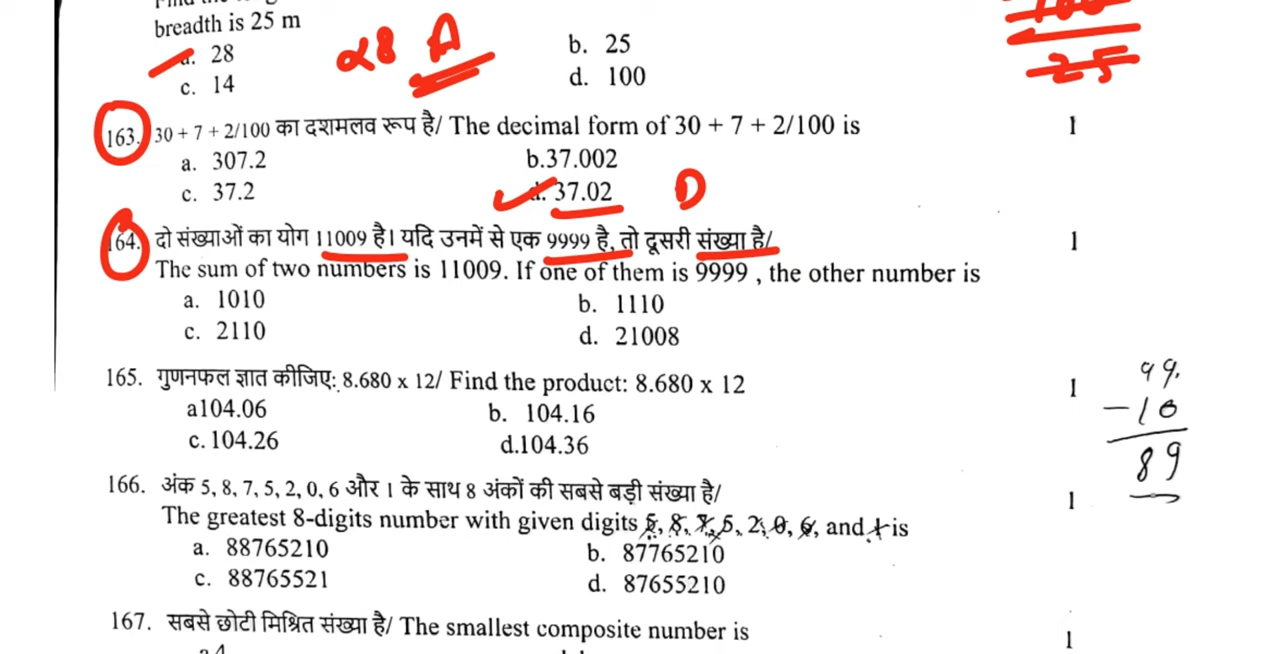 breadth is 25 m
a. 28
b. 25
28 A
100
25
c. 14
d. 100
163. 30 + 7 + 2/100 का दशमलव रूप है/ The decimal form of 30 + 7 + 2/100 is 1
a. 307.2
b.37.002
c. 37.2
d. 37.02 D
164. दो संख्याओं का योग 11009 है। यदि उनमें से एक 9999 है, तो दूसरी संख्या है/ 1
The sum of two numbers is 11009. If one of them is 9999 , the other number is
a. 1010
b. 1110
c. 2110
d. 21008
165. गुणनफल ज्ञात कीजिए: 8.680 x 12/ Find the product: 8.680 x 12 1
a104.06
b. 104.16
c. 104.26
d.104.36
99
- 10
89
166. अंक 5, 8, 7, 5, 2, 0, 6 और 1 के साथ 8 अंकों की सबसे बड़ी संख्या है/ 1
The greatest 8-digits number with given digits 5, 8, 7, 5, 2, 0, 6, and 1 is
a. 88765210
b. 87765210
c. 88765521
d. 87655210
167. सबसे छोटी मिश्रित संख्या है/ The smallest composite number is 1